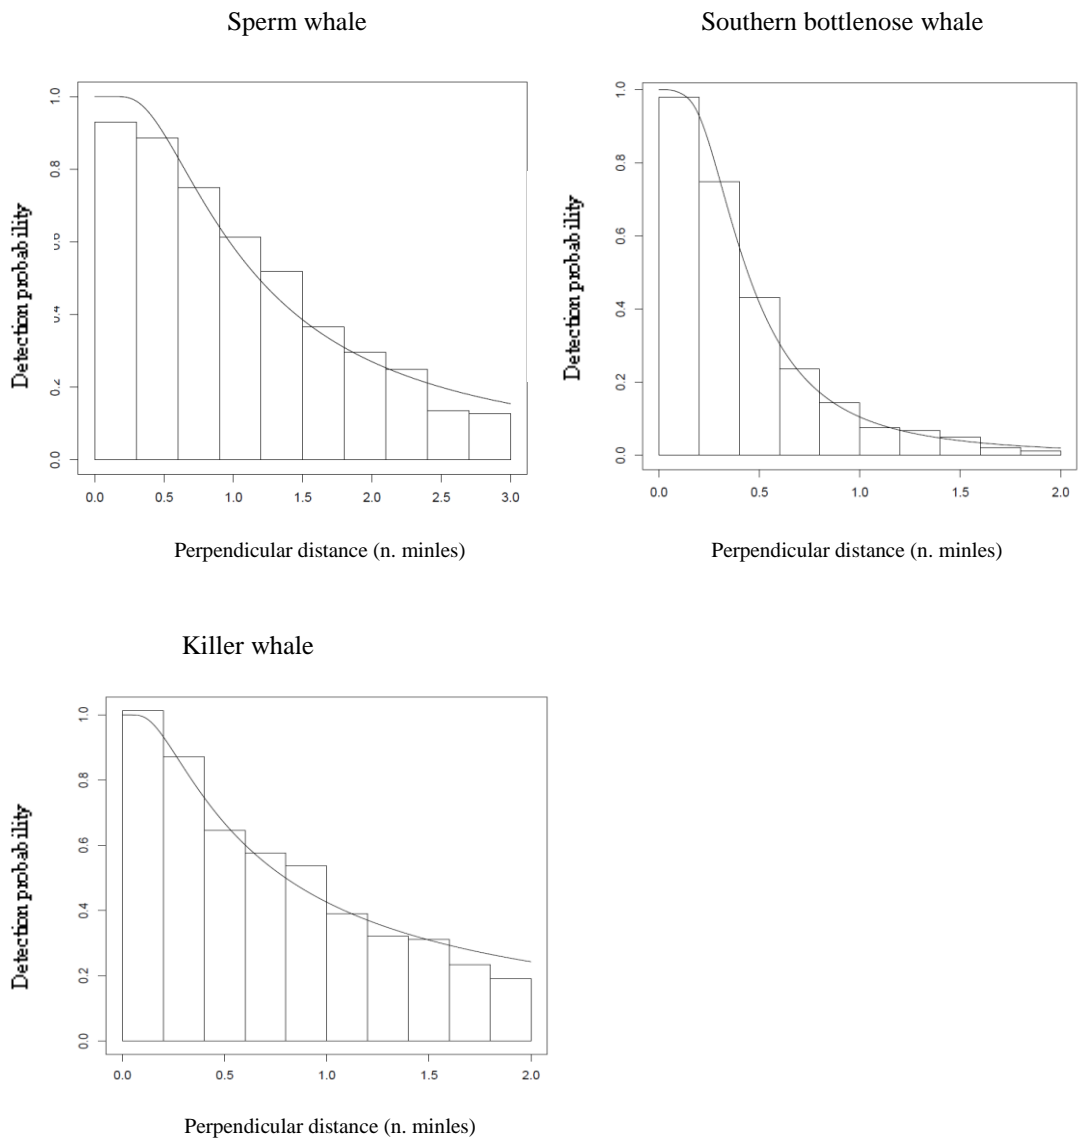 Sperm whale
Southern bottlenose whale
Detection probability
0.0 0.2 0.4 0.6 0.8 1.0
0.0 0.5 1.0 1.5 2.0 2.5 3.0
Perpendicular distance (n. minles)
Detection probability
0.0 0.2 0.4 0.6 0.8 1.0
0.0 0.5 1.0 1.5 2.0
Perpendicular distance (n. minles)
Killer whale
Detection probability
0.0 0.2 0.4 0.6 0.8 1.0
0.0 0.5 1.0 1.5 2.0
Perpendicular distance (n. minles)